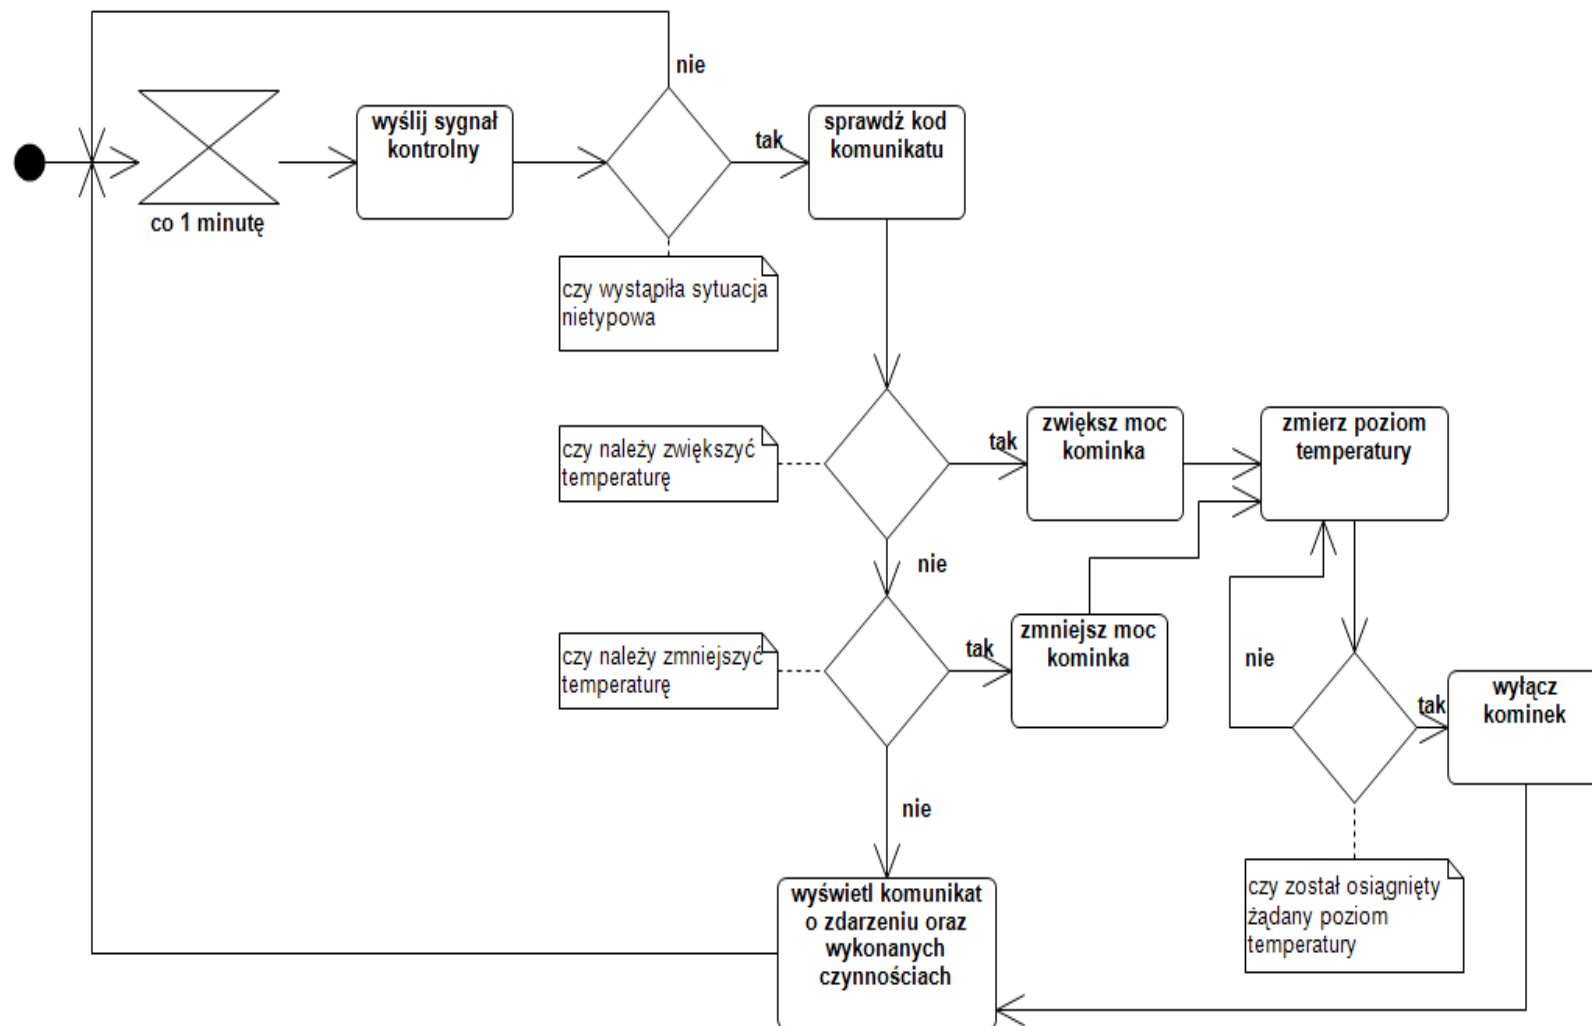 nie
wyślij sygnał
kontrolny
tak
sprawdź kod
komunikatu
co 1 minutę
czy wystąpiła sytuacja
nietypowa
czy należy zwiększyć
temperaturę
tak
zwiększ moc
kominka
zmierz poziom
temperatury
nie
czy należy zmniejszyć
temperaturę
tak
zmniejsz moc
kominka
nie
tak
wyłącz
kominek
nie
wyświetl komunikat
o zdarzeniu oraz
wykonanych
czynnościach
czy został osiągnięty
żądany poziom
temperatury